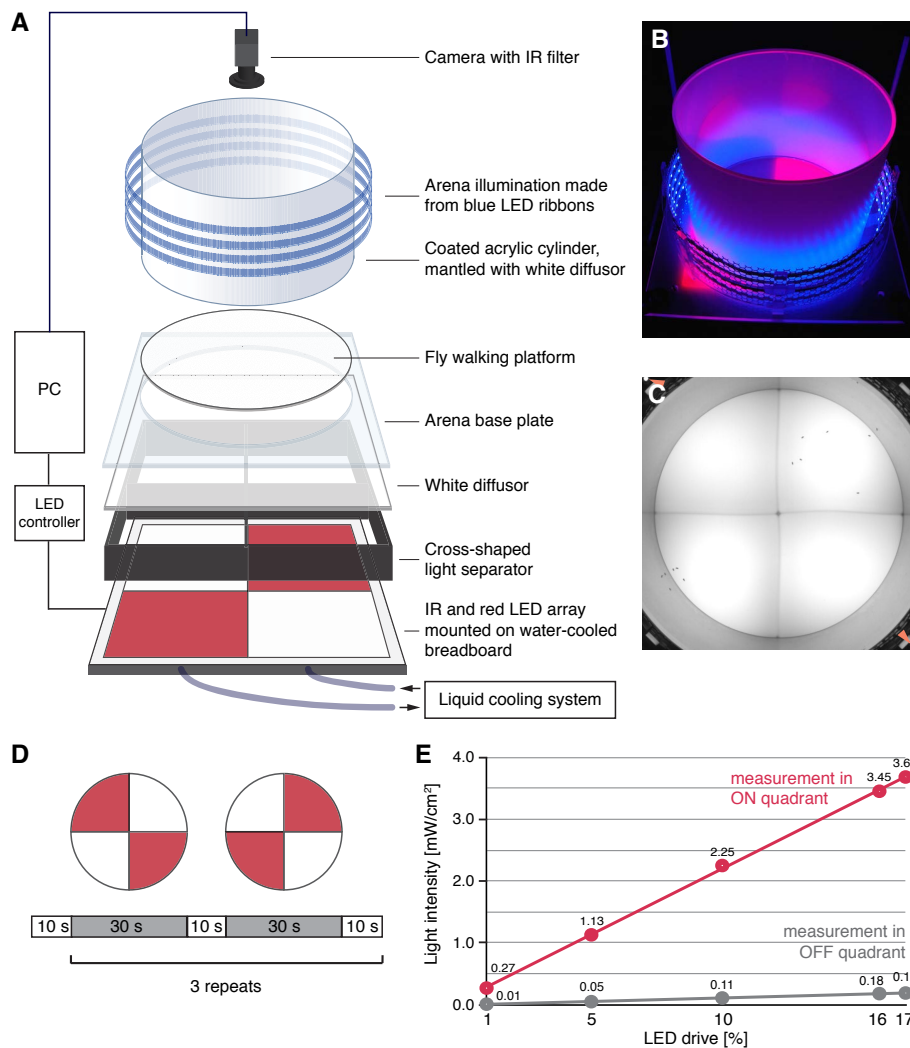 A
Camera with IR filter
Arena illumination made
from blue LED ribbons
Coated acrylic cylinder,
mantled with white diffusor
Fly walking platform
PC
Arena base plate
White diffusor
LED
controller
Cross-shaped
light separator
IR and red LED array
mounted on water-cooled
breadboard
Liquid cooling system
B
C
D
10 s 30 s 10 s 30 s 10 s
3 repeats
E
Light intensity [mW/cm²]
4.0
3.0
2.0
1.0
0.0
measurement in
ON quadrant
3.45
3.6
2.25
1.13
0.27
measurement in
OFF quadrant
0.01
0.05
0.11
0.18
0.1
1 5 10 16 17
LED drive [%]